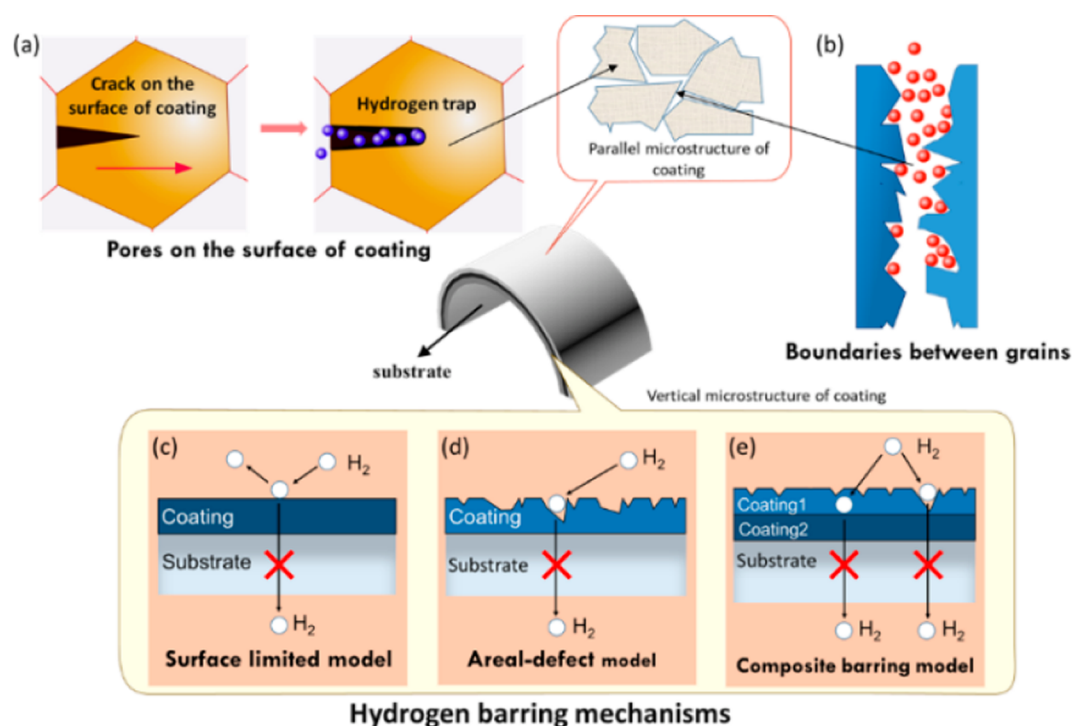 (a)
Crack on the
surface of coating
Hydrogen trap
Pores on the surface of coating
Parallel microstructure of
coating
(b)
Boundaries between grains
substrate
Vertical microstructure of coating
(c)
H2
Coating
Substrate
H2
Surface limited model
(d)
H2
Coating
Substrate
H2
Areal-defect model
(e)
H2
Coating1
Coating2
Substrate
H2
H2
Composite barring model
Hydrogen barring mechanisms